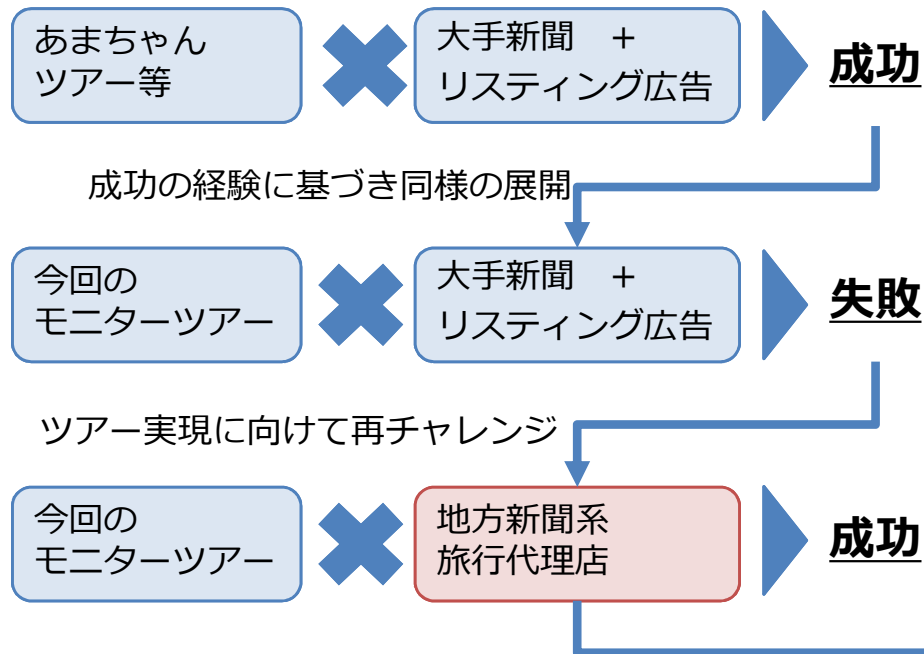 あまちゃん
ツアー等
大手新聞　+
リスティング広告
成功
成功の経験に基づき同様の展開
今回の
モニターツアー
大手新聞　+
リスティング広告
失敗
ツアー実現に向けて再チャレンジ
今回の
モニターツアー
地方新聞系
旅行代理店
成功